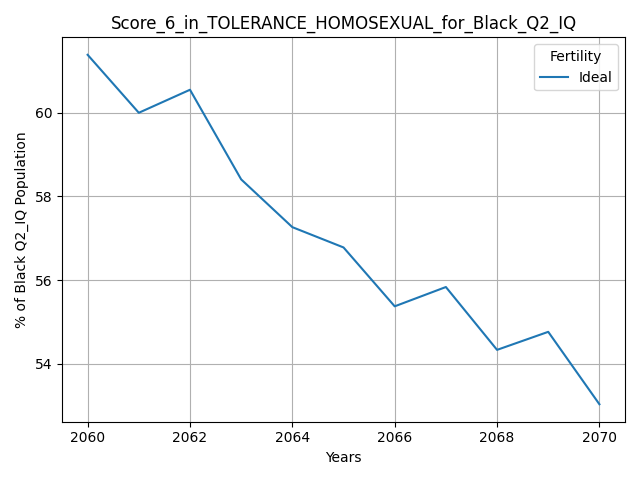 Score_6_in_TOLERANCE_HOMOSEXUAL_for_Black_Q2_IQ
Fertility
Ideal
% of Black Q2_IQ Population
60
58
56
54
2060
2062
2064
2066
2068
2070
Years